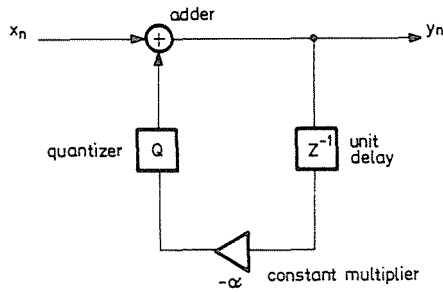 adder
xn
+
yn
quantizer
Q
Z⁻¹
unit
delay
-α
constant multiplier